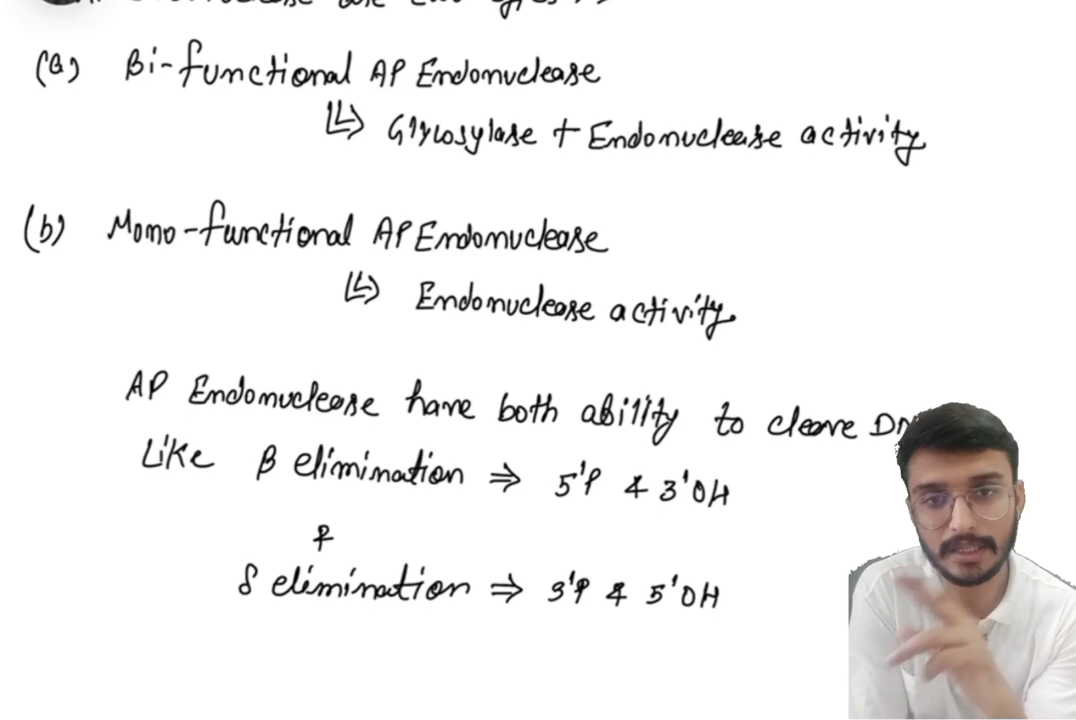 (a) Bi-functional AP Endonuclease
↳ Glycosylase + Endonuclease activity
(b) Mono-functional AP Endonuclease
↳ Endonuclease activity.
AP Endonuclease have both ability to cleave
Like β elimination ⇒ 5'P & 3'OH
&
δ elimination ⇒ 3'P & 5'OH